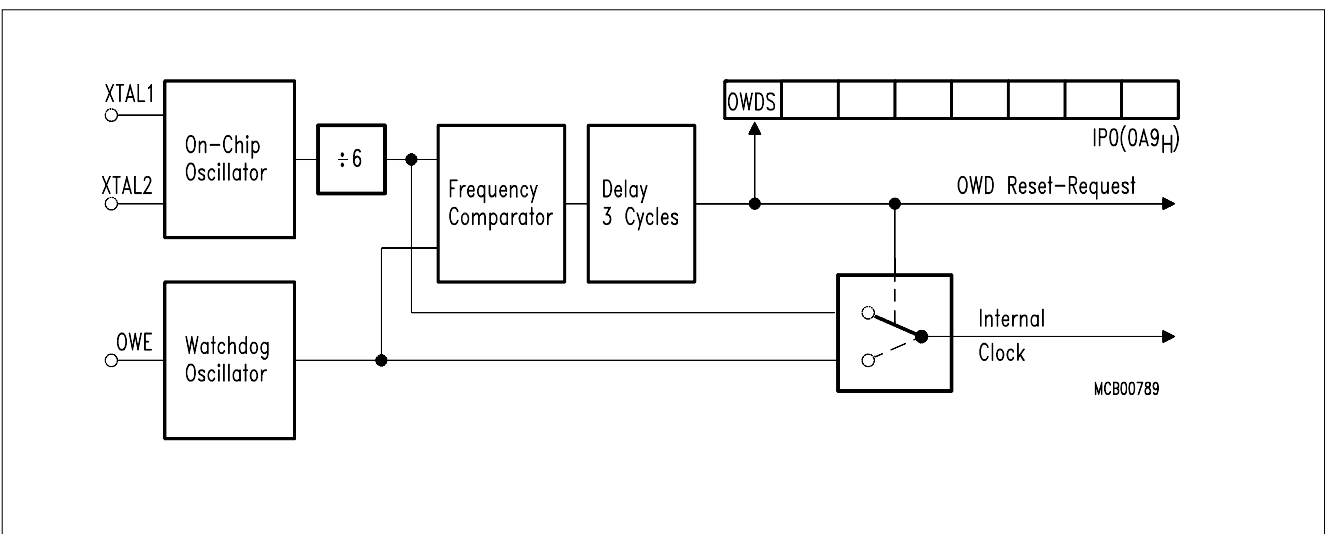 XTAL1
XTAL2
On-Chip
Oscillator
÷6
Frequency
Comparator
Delay
3 Cycles
OWDS
IP0(0A9H)
OWD Reset-Request
OWE
Watchdog
Oscillator
Internal
Clock
MCB00789